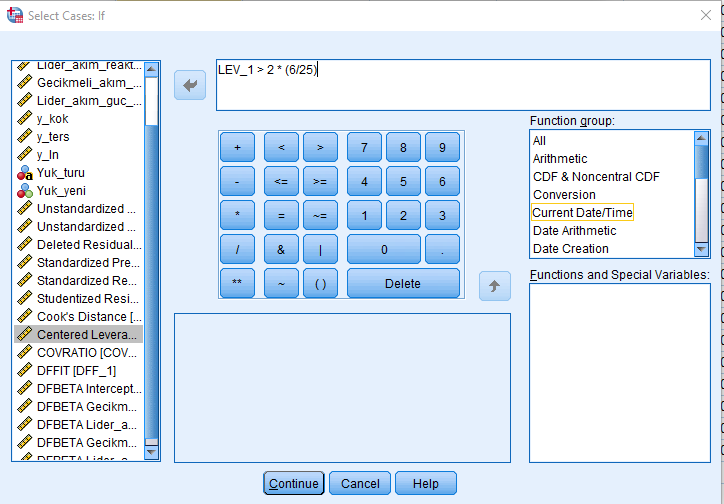 Select Cases: If
Lider_akım_reakt...
Gecikmeli_akım_...
Lider_akım_guc_...
y_kok
y_ters
y_ln
Yuk_turu
Yuk_yeni
Unstandardized ...
Unstandardized ...
Deleted Residual...
Standardized Pre...
Standardized Re...
Studentized Resi...
Cook's Distance [...
Centered Levera...
COVRATIO [COV...
DFFIT [DFF_1]
DFBETA Intercept...
DFBETA Gecikm...
DFBETA Lider_a...
DFBETA Gecikm...
DFBETA Lider_a...
LEV_1 > 2 * (6/25)
+ < > 7 8 9
- <= >= 4 5 6
* = ~= 1 2 3
/ & | 0 .
** ~ ( ) Delete
Function group:
All
Arithmetic
CDF & Noncentral CDF
Conversion
Current Date/Time
Date Arithmetic
Date Creation
Functions and Special Variables:
Continue Cancel Help